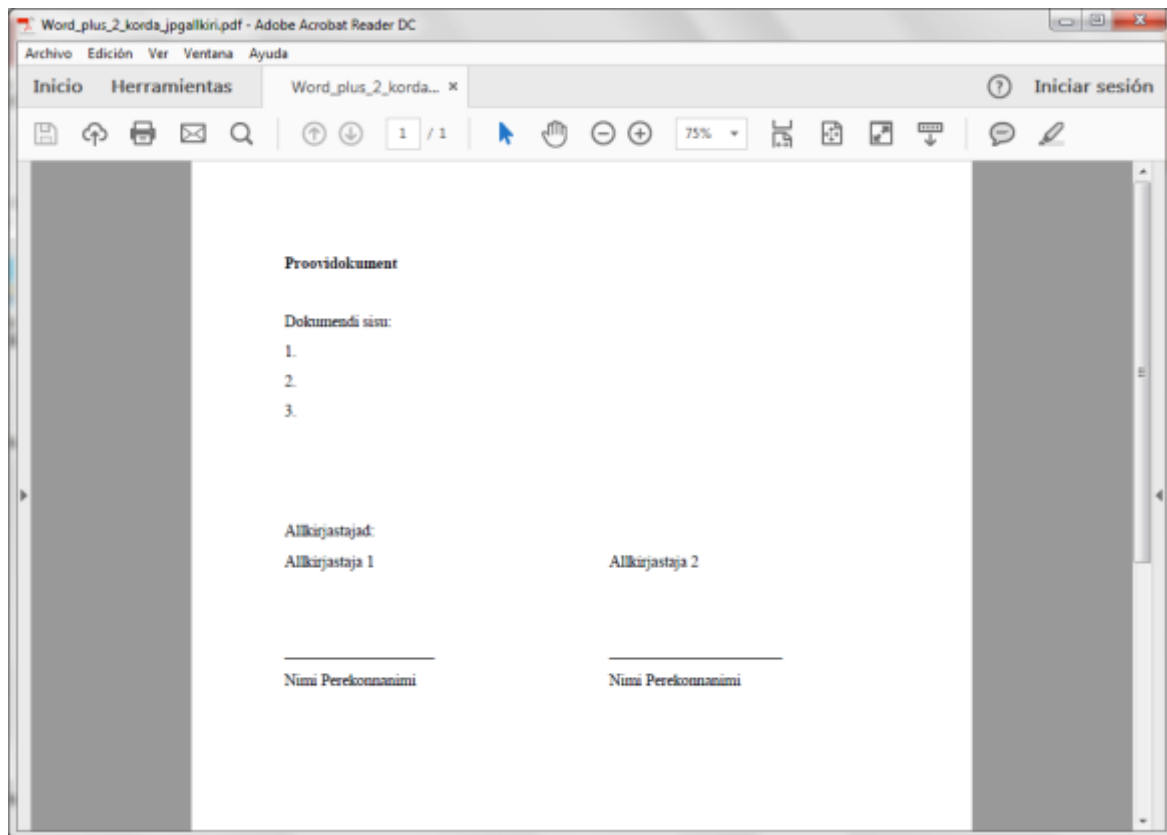 Word_plus_2_korda_jpgallkiri.pdf - Adobe Acrobat Reader DC
Archivo Edición Ver Ventana Ayuda
Inicio Herramientas Word_plus_2_korda... × ? Iniciar sesión
1 / 1 75%
Proovidokument
Dokumendi sisu:
1.
2.
3.
Allkirjastajad:
Allkirjastaja 1 Allkirjastaja 2
Nimi Perekonnanimi Nimi Perekonnanimi